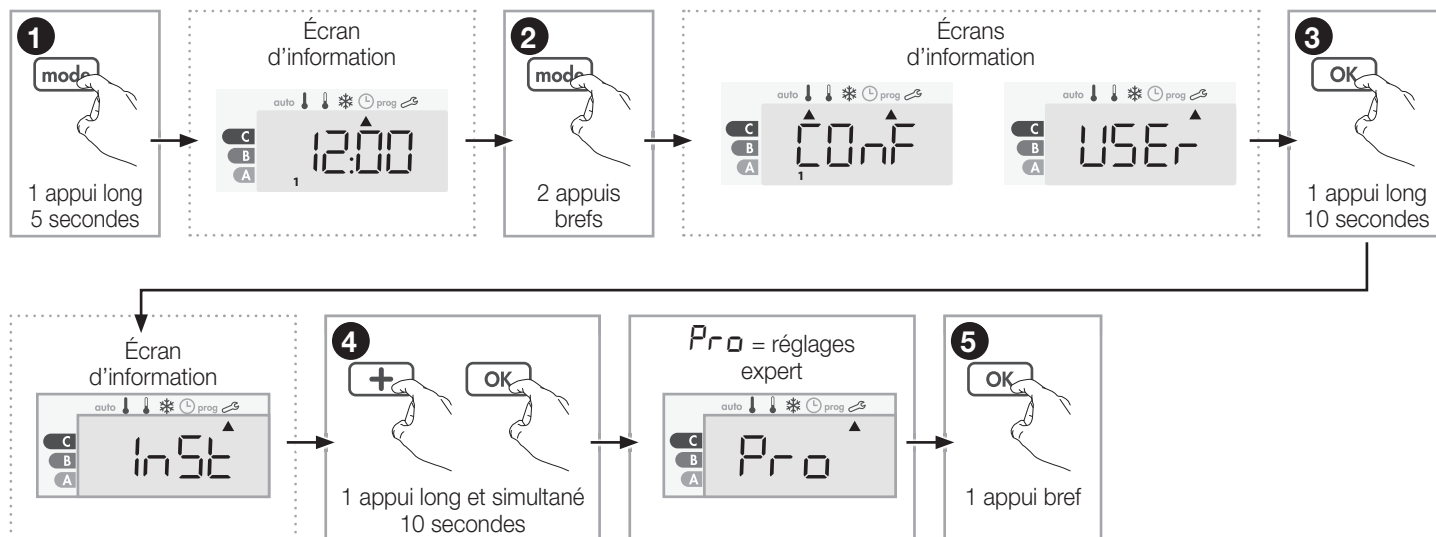 1
mode
1 appui long
5 secondes
Écran
d'information
auto prog
C
B
A
12:00
1
2
mode
2 appuis
brefs
Écrans
d'information
auto prog
C
B
A
COnF
1
auto prog
C
B
A
USEr
3
OK
1 appui long
10 secondes
Écran
d'information
auto prog
C
B
A
InSt
4
+ OK
1 appui long et simultané
10 secondes
Pro = réglages
expert
auto prog
C
B
A
Pro
5
OK
1 appui bref